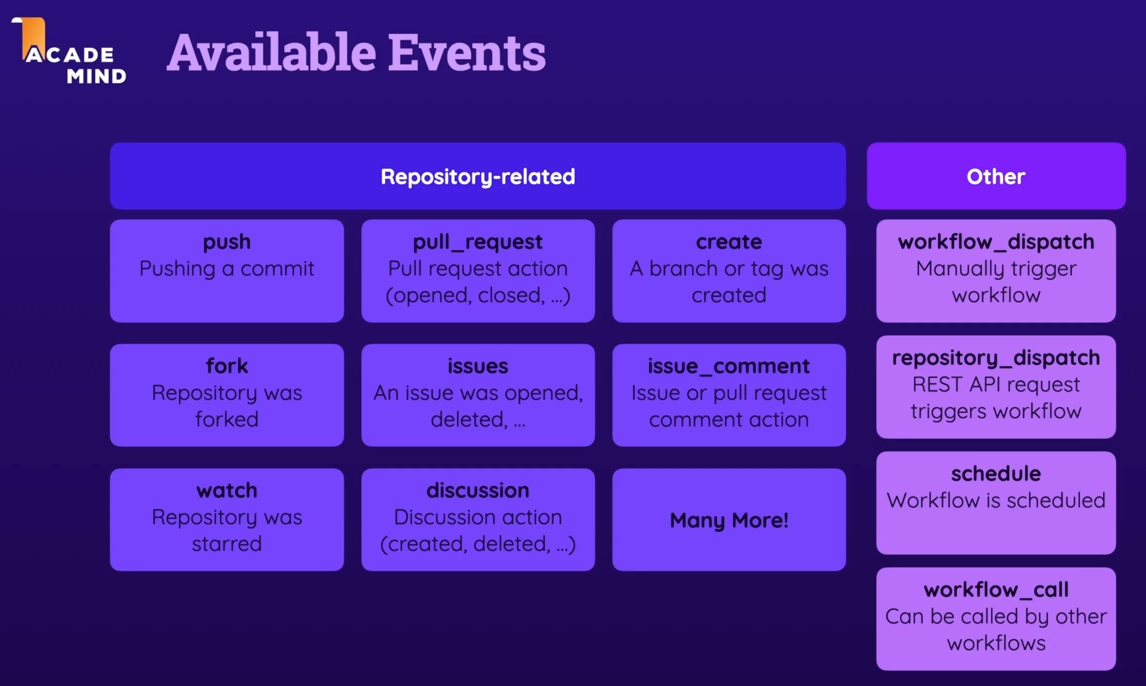 ACADE
MIND
Available Events
Repository-related
Other
push
Pushing a commit
pull_request
Pull request action
(opened, closed, ...)
create
A branch or tag was
created
workflow_dispatch
Manually trigger
workflow
fork
Repository was
forked
issues
An issue was opened,
deleted, ...
issue_comment
Issue or pull request
comment action
repository_dispatch
REST API request
triggers workflow
watch
Repository was
starred
discussion
Discussion action
(created, deleted, ...)
Many More!
schedule
Workflow is scheduled
workflow_call
Can be called by other
workflows